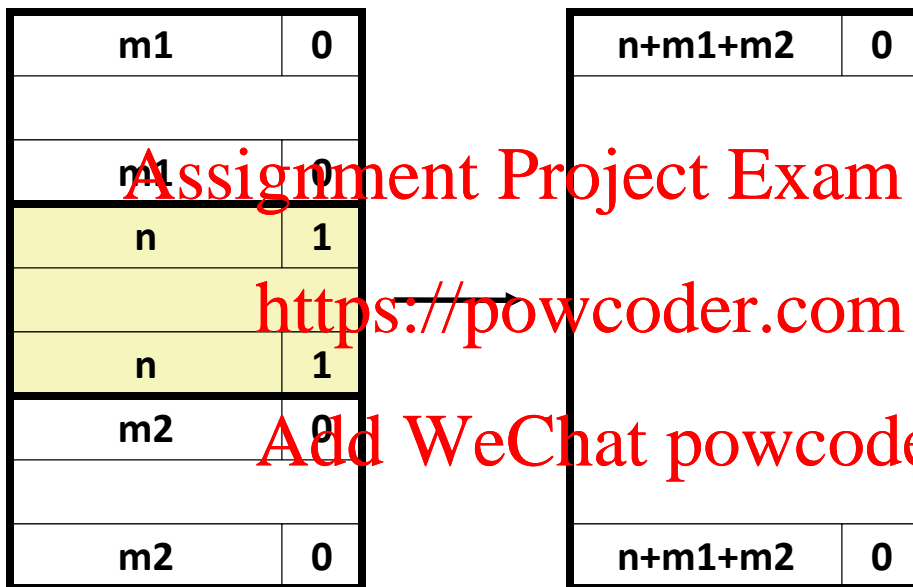 m1 0 n+m1+m2 0
m1 0
Assignment Project Exam
n 1
https://powcoder.com
n 1
m2 0
Add WeChat powcode
m2 0 n+m1+m2 0